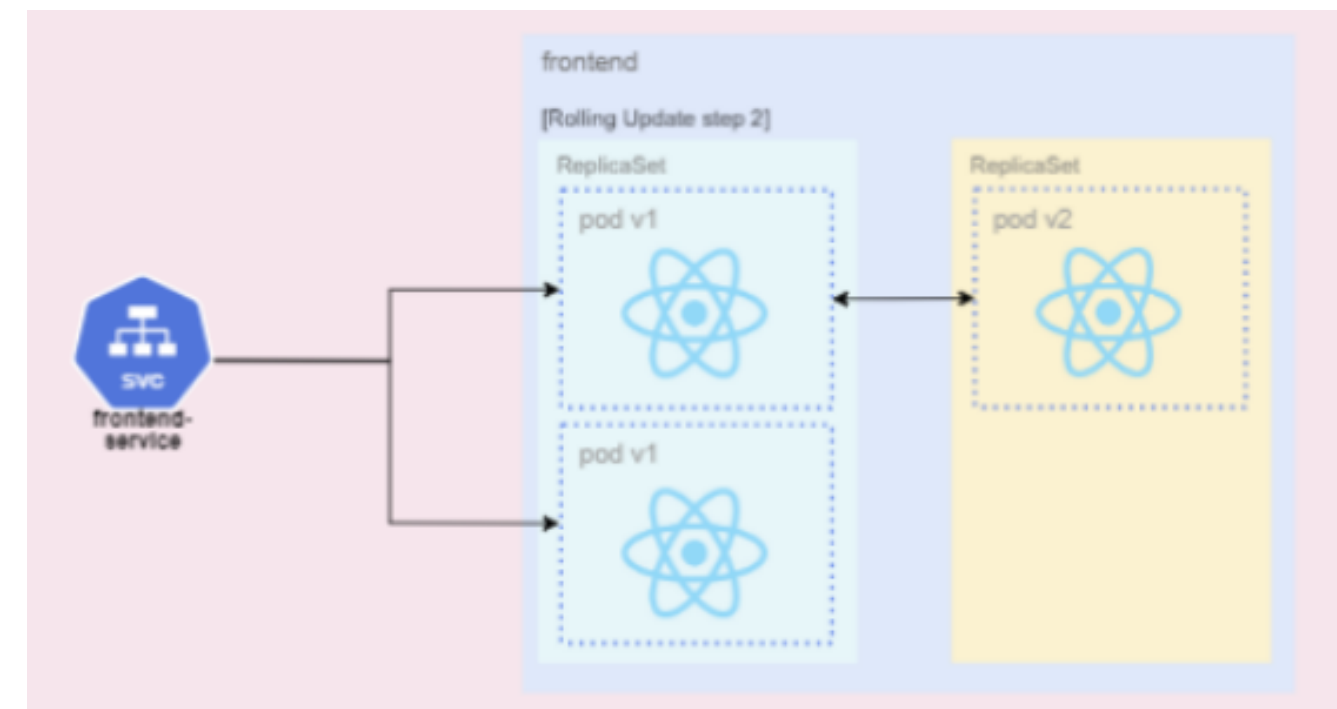 frontend
[Rolling Update step 2]
ReplicaSet
pod v1
pod v1
ReplicaSet
pod v2
svc
frontend-
service